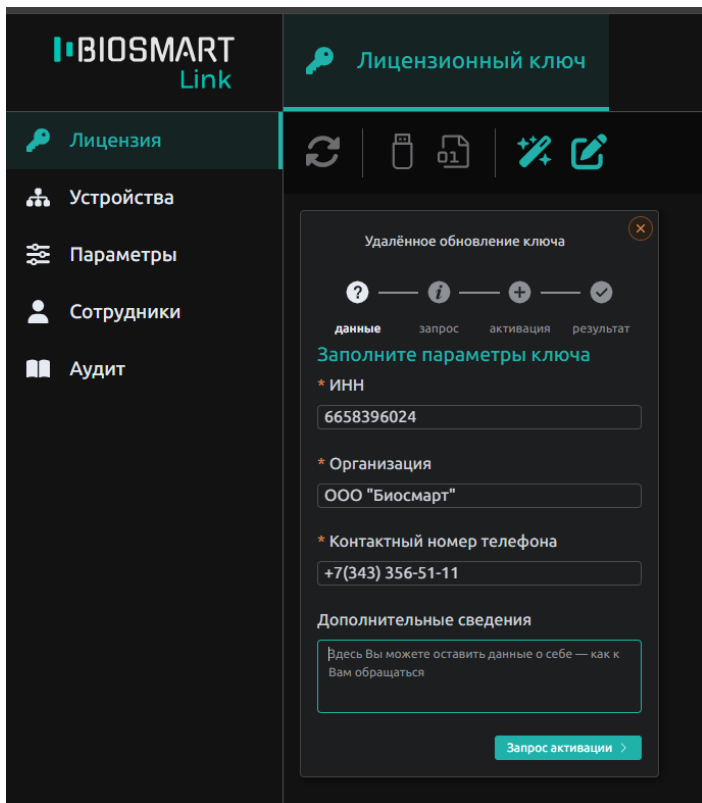 BIOSMART
Link
Лицензионный ключ
Лицензия
Устройства
Параметры
Сотрудники
Аудит
01
Удалённое обновление ключа
? i +
данные запрос активация результат
Заполните параметры ключа
* ИНН
6658396024
* Организация
ООО "Биосмарт"
* Контактный номер телефона
+7(343) 356-51-11
Дополнительные сведения
Здесь Вы можете оставить данные о себе — как к
Вам обращаться
Запрос активации >